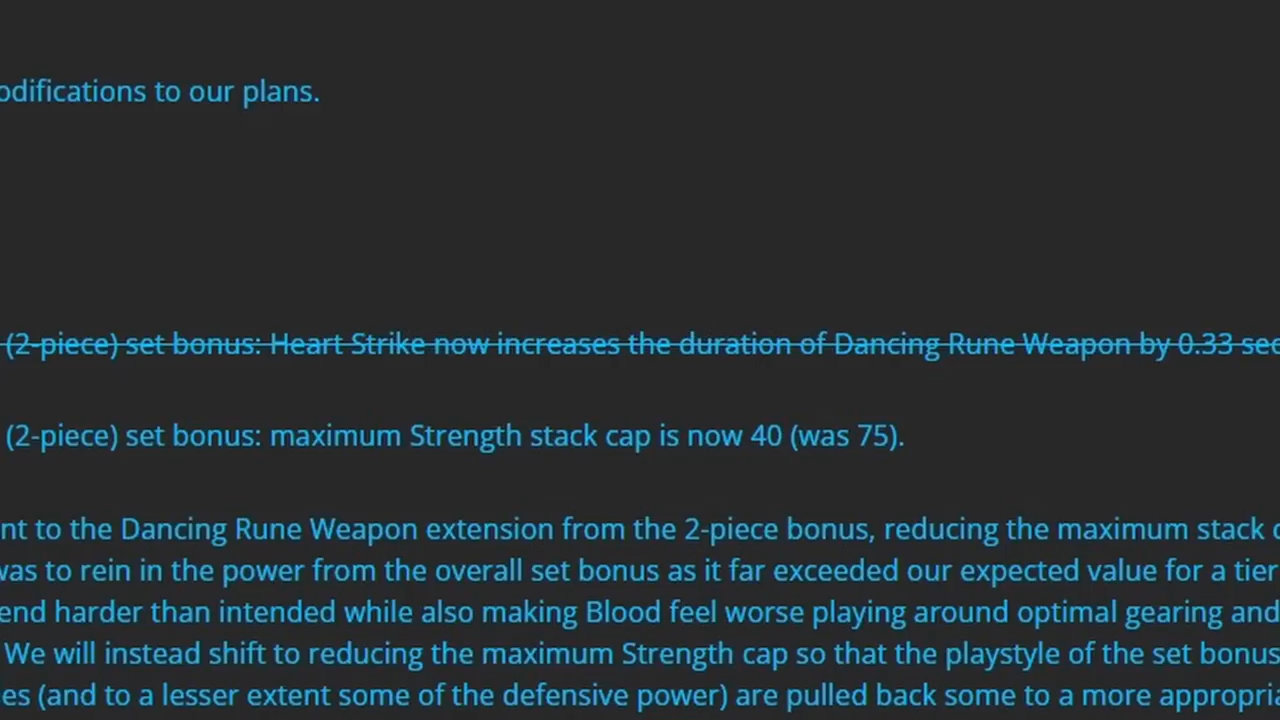 odifications to our plans.
(2-piece) set bonus: Heart Strike now increases the duration of Dancing Rune Weapon by 0.33 sec
(2-piece) set bonus: maximum Strength stack cap is now 40 (was 75).
nt to the Dancing Rune Weapon extension from the 2-piece bonus, reducing the maximum stack
was to rein in the power from the overall set bonus as it far exceeded our expected value for a tier
end harder than intended while also making Blood feel worse playing around optimal gearing and
We will instead shift to reducing the maximum Strength cap so that the playstyle of the set bonus
es (and to a lesser extent some of the defensive power) are pulled back some to a more appropria